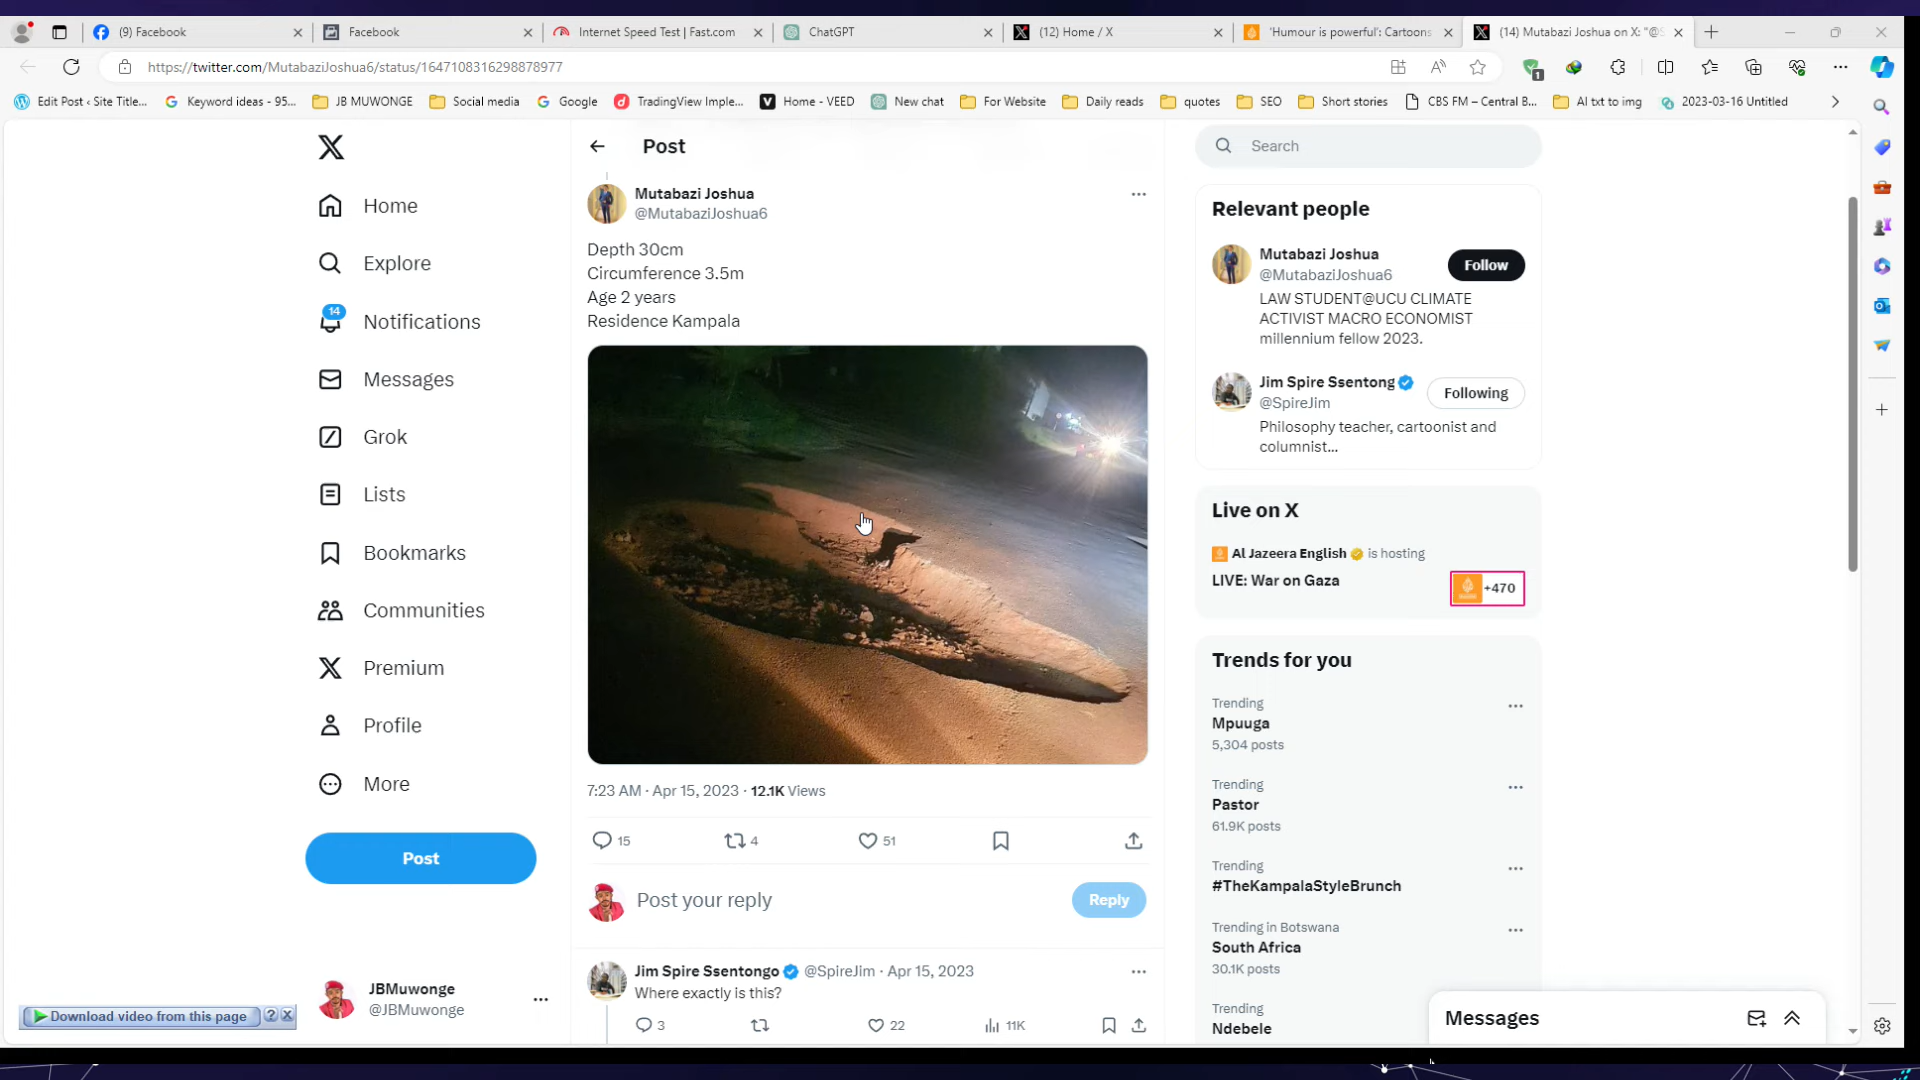 (9) Facebook
Facebook
Internet Speed Test | Fast.com
ChatGPT
(12) Home / X
'Humour is powerful': Cartoons
(14) Mutabazi Joshua on X: "@S
https://twitter.com/MutabaziJoshua6/status/1647108316298878977
1
Edit Post ‹ Site Title...
Keyword ideas - 95...
JB MUWONGE
Social media
Google
TradingView Imple...
Home - VEED
New chat
For Website
Daily reads
quotes
SEO
Short stories
CBS FM – Central B...
AI txt to img
2023-03-16 Untitled
Home
Explore
14
Notifications
Messages
Grok
Lists
Bookmarks
Communities
Premium
Profile
More
Post
JBMuwonge
@JBMuwonge
Download video from this page
? X
Post
Mutabazi Joshua
@MutabaziJoshua6
Depth 30cm
Circumference 3.5m
Age 2 years
Residence Kampala
7:23 AM · Apr 15, 2023 · 12.1K Views
15 4 51
Post your reply
Reply
Jim Spire Ssentongo @SpireJim · Apr 15, 2023
Where exactly is this?
3 22 11K
Search
Relevant people
Mutabazi Joshua
@MutabaziJoshua6
Follow
LAW STUDENT@UCU CLIMATE
ACTIVIST MACRO ECONOMIST
millennium fellow 2023.
Jim Spire Ssentong
@SpireJim
Following
Philosophy teacher, cartoonist and
columnist...
Live on X
Al Jazeera English is hosting
LIVE: War on Gaza
+470
Trends for you
Trending
Mpuuga
5,304 posts
Trending
Pastor
61.9K posts
Trending
#TheKampalaStyleBrunch
Trending in Botswana
South Africa
30.1K posts
Trending
Ndebele
Messages